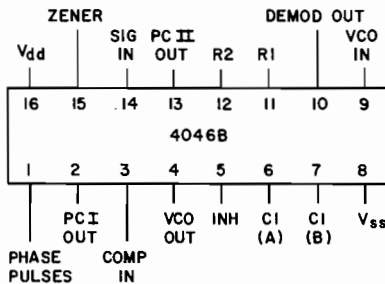 ZENER DEMOD OUT
SIG PC II VCO
Vdd IN OUT R2 R1 IN
16 15 14 13 12 11 10 9
4046B
1 2 3 4 5 6 7 8
PC I VCO INH C1 C1 Vss
OUT OUT (A) (B)
PHASE COMP
PULSES IN